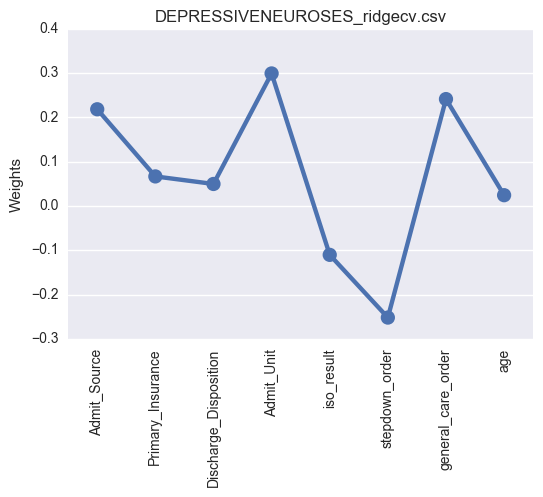 DEPRESSIVENEUROSES_ridgecv.csv
0.4
0.3
0.2
0.1
0.0
−0.1
−0.2
−0.3
Weights
Admit_Source
Primary_Insurance
Discharge_Disposition
Admit_Unit
iso_result
stepdown_order
general_care_order
age